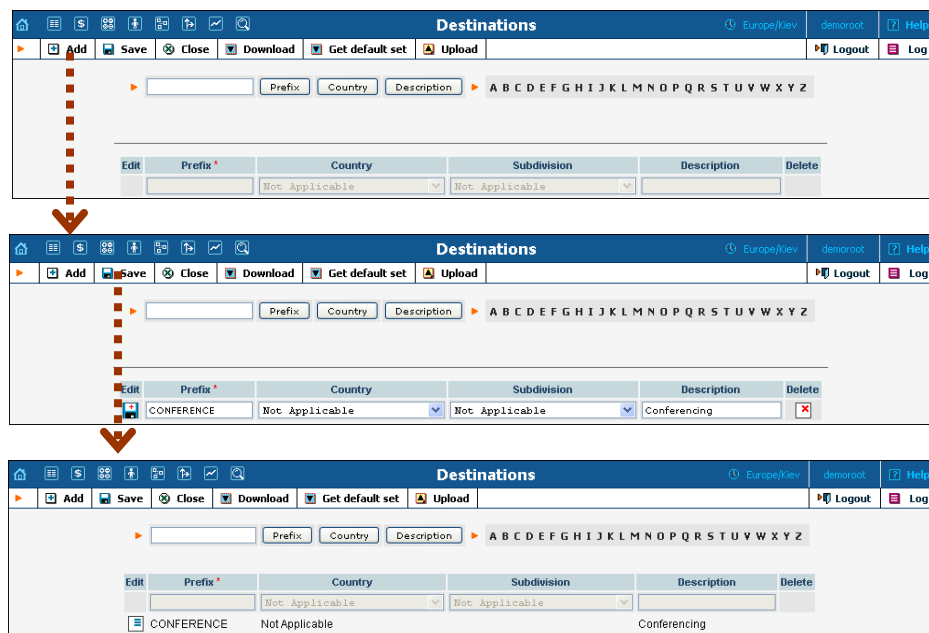 Destinations Europe/Kiev demoroot Help
Add Save Close Download Get default set Upload Logout Log
Prefix Country Description A B C D E F G H I J K L M N O P Q R S T U V W X Y Z
Edit Prefix * Country Subdivision Description Delete
Not Applicable Not Applicable
Destinations Europe/Kiev demoroot Help
Add Save Close Download Get default set Upload Logout Log
Prefix Country Description A B C D E F G H I J K L M N O P Q R S T U V W X Y Z
Edit Prefix * Country Subdivision Description Delete
CONFERENCE Not Applicable Not Applicable Conferencing
Destinations Europe/Kiev demoroot Help
Add Save Close Download Get default set Upload Logout Log
Prefix Country Description A B C D E F G H I J K L M N O P Q R S T U V W X Y Z
Edit Prefix * Country Subdivision Description Delete
Not Applicable Not Applicable
CONFERENCE Not Applicable Conferencing